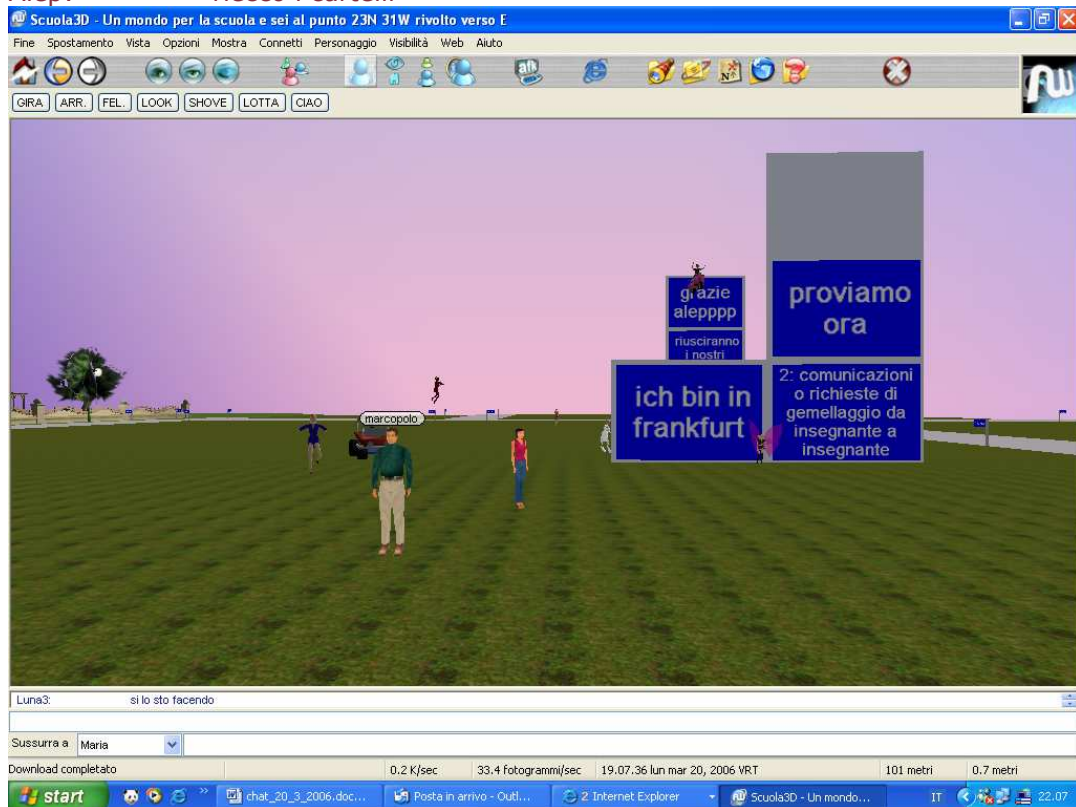 Scuola3D - Un mondo per la scuola e sei al punto 23N 31W rivolto verso E
Fine Spostamento Vista Opzioni Mostra Connetti Personaggio Visibilità Web Aiuto
GIRA ARR. FEL. LOOK SHOVE LOTTA CIAO
grazie
alepppp
riusciranno
i nostri
proviamo
ora
ich bin in
frankfurt
2: comunicazioni
o richieste di
gemellaggio da
insegnante a
insegnante
marcopolo
Luna3: si lo sto facendo
Sussurra a Maria
Download completato 0.2 K/sec 33.4 fotogrammi/sec 19.07.36 lun mar 20, 2006 VRT 101 metri 0.7 metri
start chat_20_3_2006.doc... Posta in arrivo - Outl... 2 Internet Explorer Scuola3D - Un mondo... IT 22.07